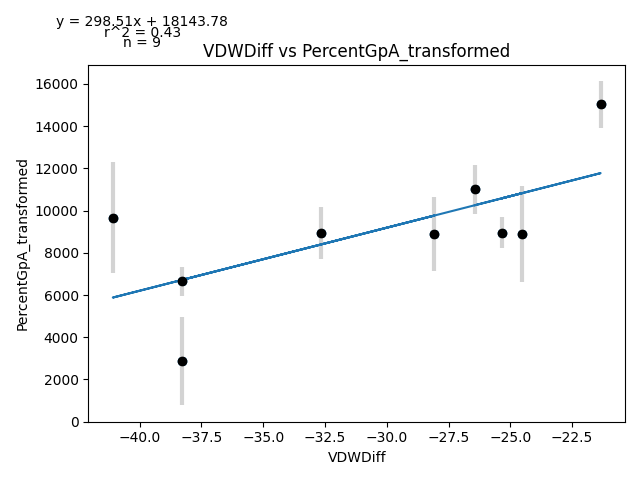 y = 298.51x + 18143.78
r^2 = 0.43
n = 9
VDWDiff vs PercentGpA_transformed
PercentGpA_transformed
16000
14000
12000
10000
8000
6000
4000
2000
0
−40.0 −37.5 −35.0 −32.5 −30.0 −27.5 −25.0 −22.5
VDWDiff